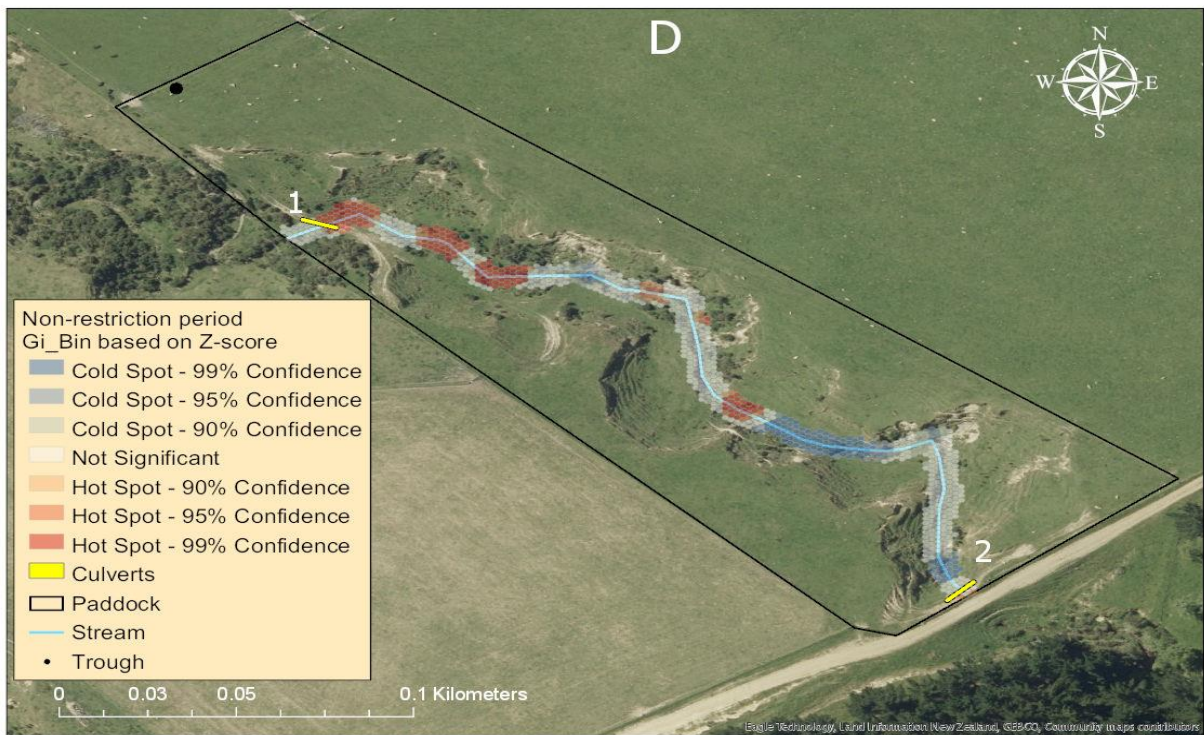 D
N
W E
S
1
Non-restriction period
Gi_Bin based on Z-score
Cold Spot - 99% Confidence
Cold Spot - 95% Confidence
Cold Spot - 90% Confidence
Not Significant
Hot Spot - 90% Confidence
Hot Spot - 95% Confidence
Hot Spot - 99% Confidence
Culverts
Paddock
Stream
Trough
2
0 0.03 0.05 0.1 Kilometers
Eagle Technology, Land Information New Zealand, GEBCO, Community maps contributors